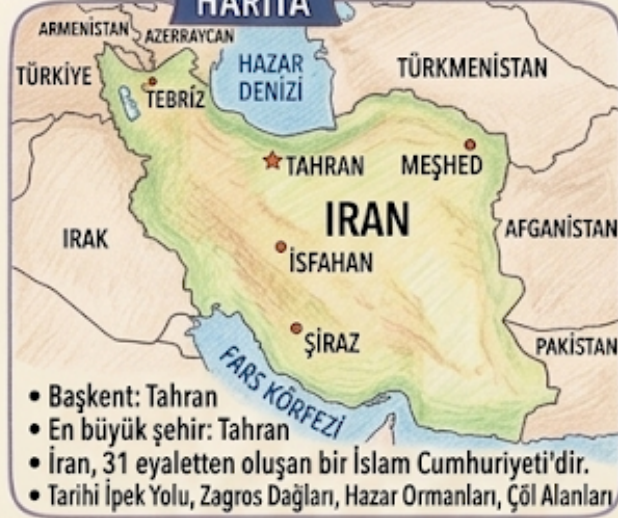 HARİTA
ERMENİSTAN
AZERRAYCAN
TÜRKİYE
HAZAR
DENİZİ
TÜRKMENİSTAN
TEBRİZ
TAHRAN
MEŞHED
IRAN
IRAK
AFGANİSTAN
İSFAHAN
ŞİRAZ
PAKİSTAN
FARS KÖRFEZİ
• Başkent: Tahran
• En büyük şehir: Tahran
• İran, 31 eyaletten oluşan bir İslam Cumhuriyeti'dir.
• Tarihi İpek Yolu, Zagros Dağları, Hazar Ormanları, Çöl Alanları